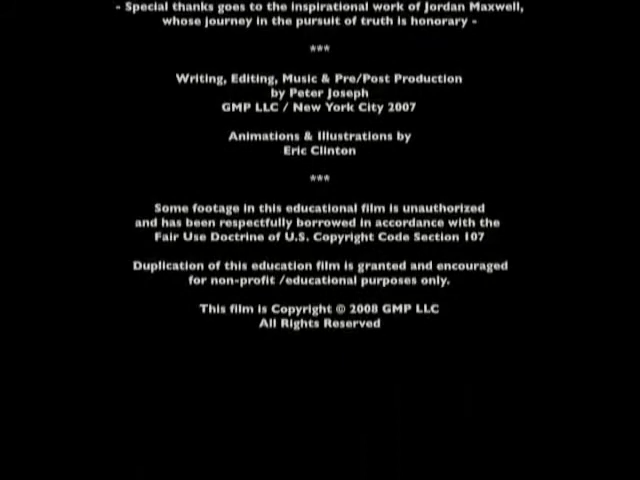 - Special thanks goes to the inspirational work of Jordan Maxwell,
whose journey in the pursuit of truth is honorary -
***
Writing, Editing, Music & Pre/Post Production
by Peter Joseph
GMP LLC / New York City 2007
Animations & Illustrations by
Eric Clinton
***
Some footage in this educational film is unauthorized
and has been respectfully borrowed in accordance with the
Fair Use Doctrine of U.S. Copyright Code Section 107
Duplication of this education film is granted and encouraged
for non-profit /educational purposes only.
This film is Copyright © 2008 GMP LLC
All Rights Reserved